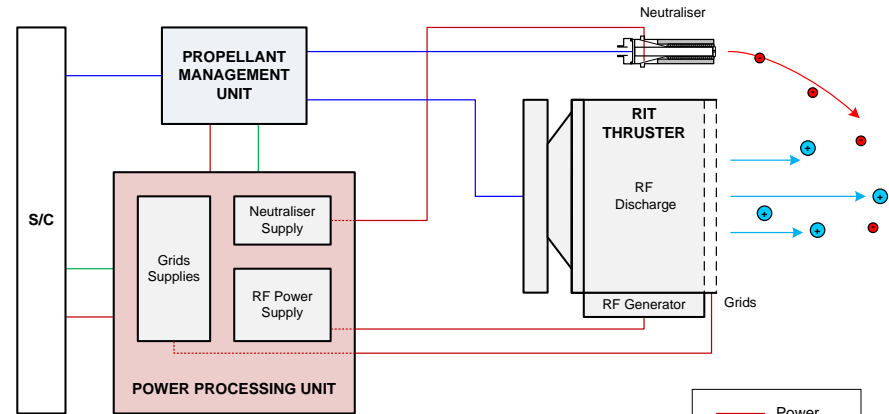 Neutraliser
PROPELLANT
MANAGEMENT
UNIT
RIT
THRUSTER
RF
Discharge
S/C
Neutraliser
Supply
Grids
Supplies
RF Power
Supply
RF Generator
Grids
POWER PROCESSING UNIT
Power